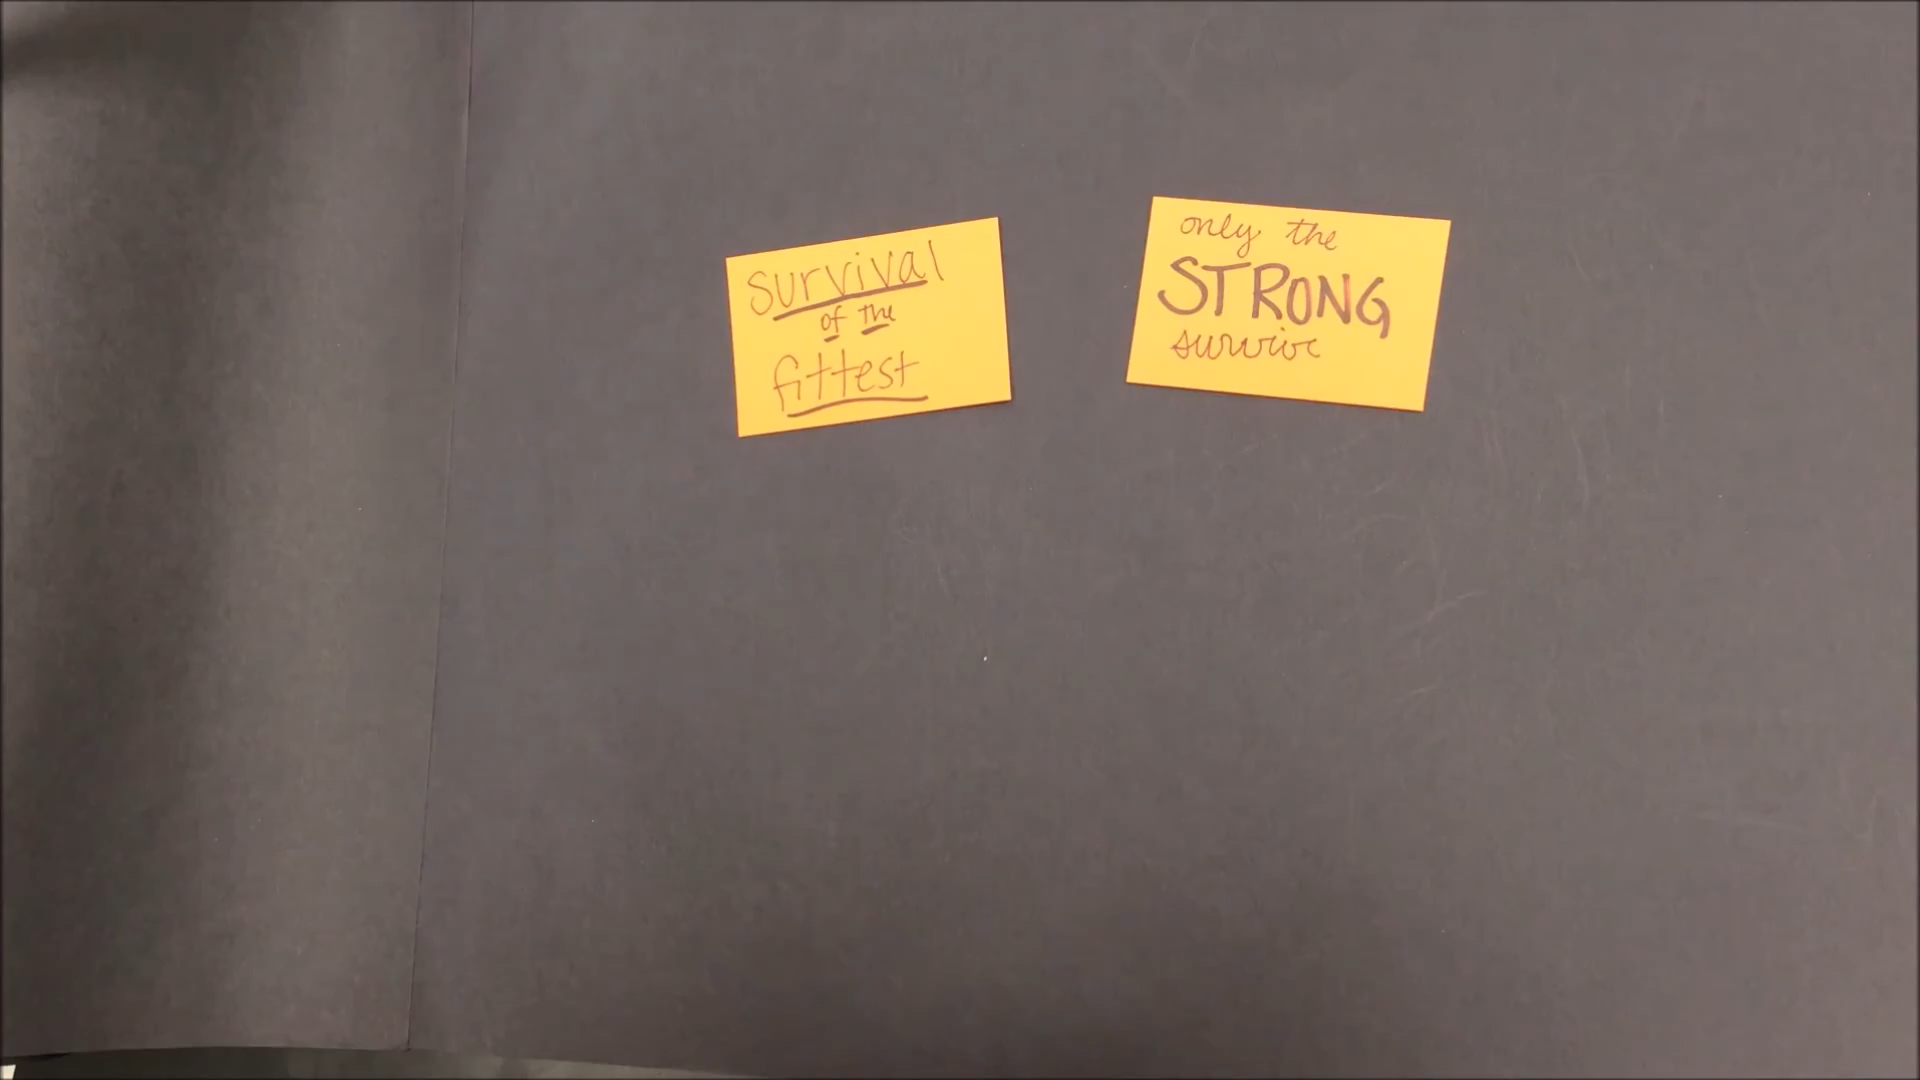 survival
of the
fittest
only the
STRONG
survive